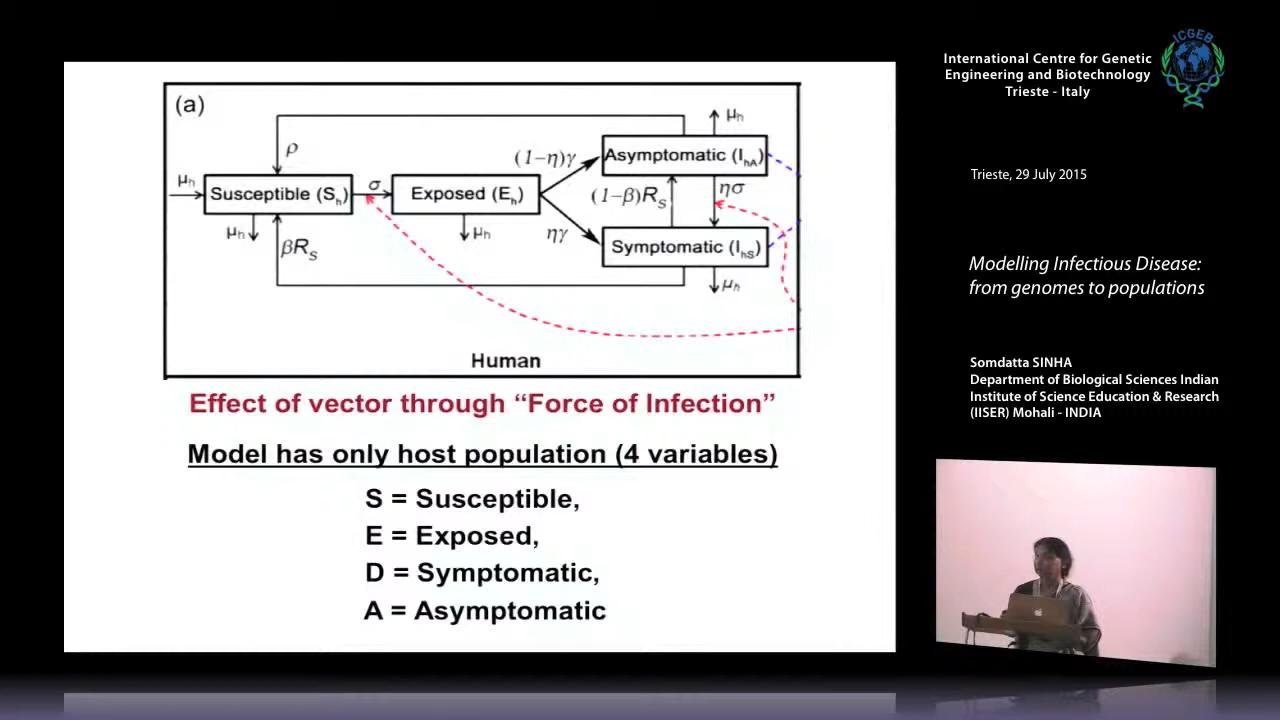 (a)
μh
ρ
(1−η)γ
Asymptomatic (IhA)
μh
Susceptible (Sh)
σ
Exposed (Eh)
(1−β)RS
ησ
μh
βRS
μh
ηγ
Symptomatic (IhS)
μh
Human
Effect of vector through “Force of Infection”
Model has only host population (4 variables)
S = Susceptible,
E = Exposed,
D = Symptomatic,
A = Asymptomatic
International Centre for Genetic
Engineering and Biotechnology
Trieste - Italy
ICGEB
Trieste, 29 July 2015
Modelling Infectious Disease:
from genomes to populations
Somdatta SINHA
Department of Biological Sciences Indian
Institute of Science Education & Research
(IISER) Mohali - INDIA